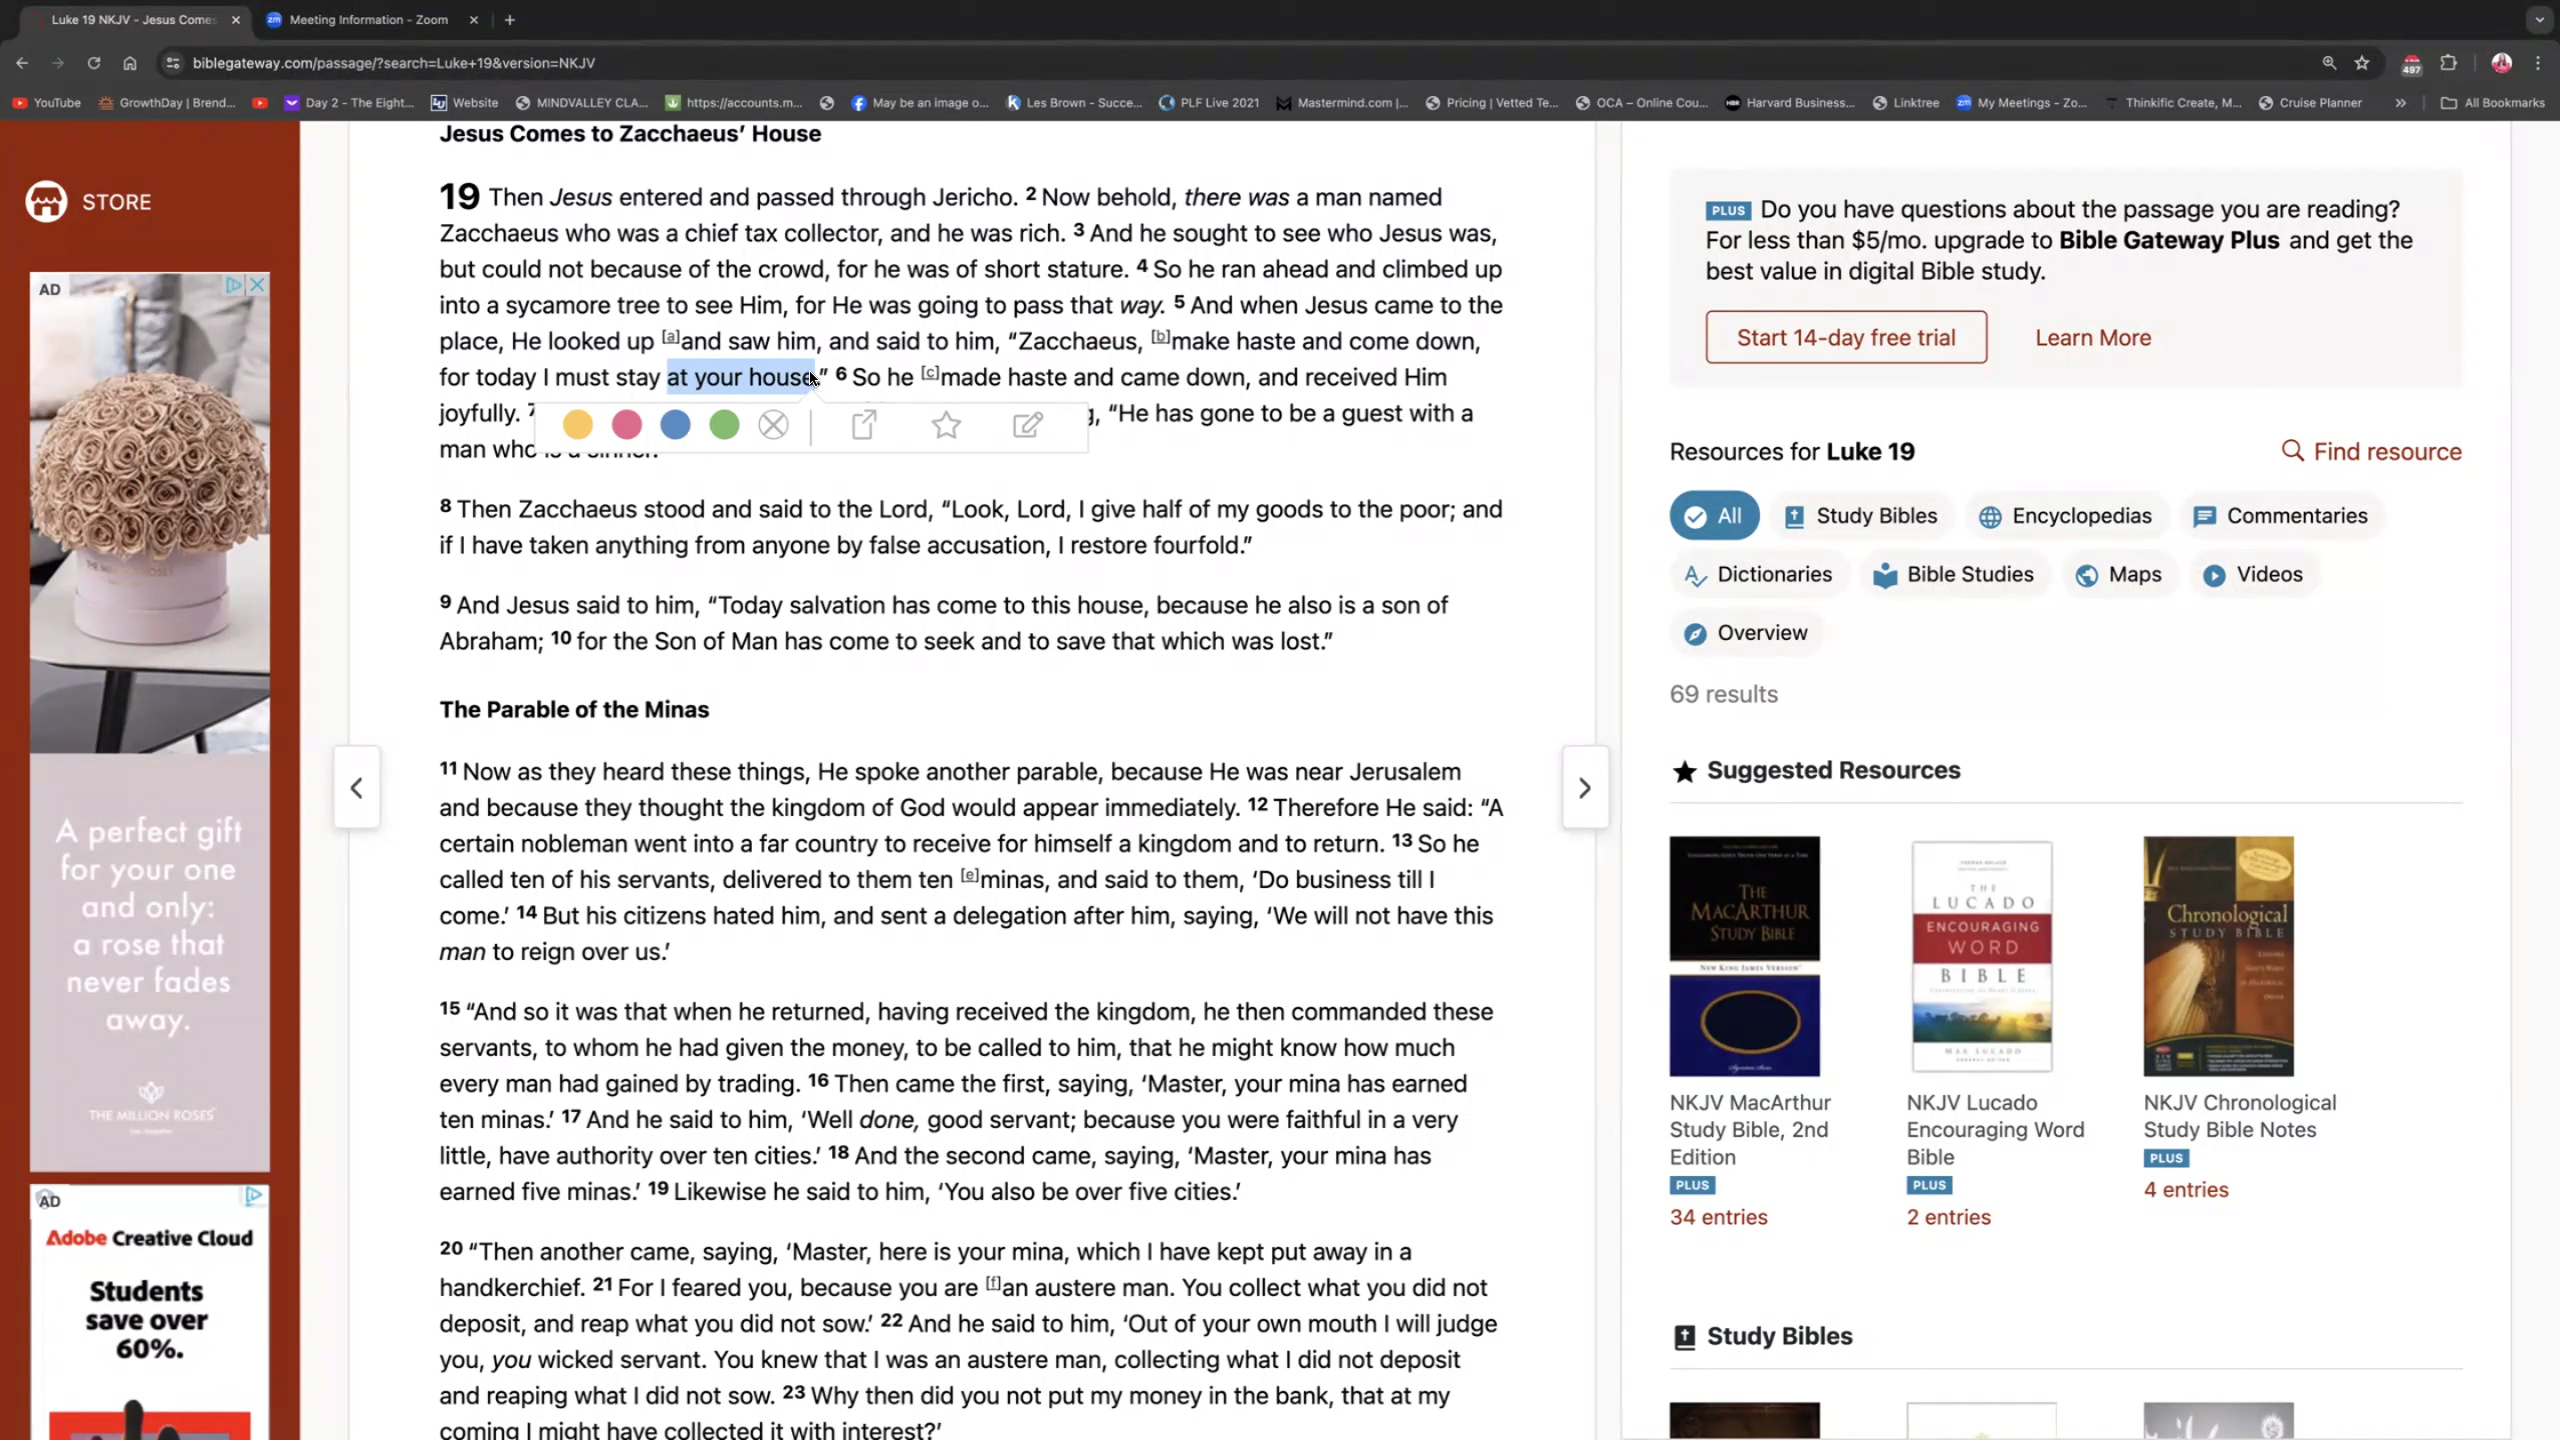 Luke 19 NKJV - Jesus Comes
Meeting Information - Zoom
biblegateway.com/passage/?search=Luke+19&version=NKJV
497
YouTube
GrowthDay | Brend...
Day 2 – The Eight...
Website
MINDVALLEY CLA...
https://accounts.m...
May be an image o...
Les Brown - Succe...
PLF Live 2021
Mastermind.com |...
Pricing | Vetted Te...
OCA – Online Cou...
Harvard Business...
Linktree
My Meetings - Zo...
Thinkific Create, M...
Cruise Planner
All Bookmarks
STORE
AD
A perfect gift
for your one
and only:
a rose that
never fades
away.
THE MILLION ROSES
AD
Adobe Creative Cloud
Students
save over
60%.
Jesus Comes to Zacchaeus’ House
19 Then Jesus entered and passed through Jericho. 2 Now behold, there was a man named
Zacchaeus who was a chief tax collector, and he was rich. 3 And he sought to see who Jesus was,
but could not because of the crowd, for he was of short stature. 4 So he ran ahead and climbed up
into a sycamore tree to see Him, for He was going to pass that way. 5 And when Jesus came to the
place, He looked up [a]and saw him, and said to him, “Zacchaeus, [b]make haste and come down,
for today I must stay at your house.” 6 So he [c]made haste and came down, and received Him
joyfully. 7 “He has gone to be a guest with a
man who is a sinner.
8 Then Zacchaeus stood and said to the Lord, “Look, Lord, I give half of my goods to the poor; and
if I have taken anything from anyone by false accusation, I restore fourfold.”
9 And Jesus said to him, “Today salvation has come to this house, because he also is a son of
Abraham; 10 for the Son of Man has come to seek and to save that which was lost.”
The Parable of the Minas
11 Now as they heard these things, He spoke another parable, because He was near Jerusalem
and because they thought the kingdom of God would appear immediately. 12 Therefore He said: “A
certain nobleman went into a far country to receive for himself a kingdom and to return. 13 So he
called ten of his servants, delivered to them ten [e]minas, and said to them, ‘Do business till I
come.’ 14 But his citizens hated him, and sent a delegation after him, saying, ‘We will not have this
man to reign over us.’
15 “And so it was that when he returned, having received the kingdom, he then commanded these
servants, to whom he had given the money, to be called to him, that he might know how much
every man had gained by trading. 16 Then came the first, saying, ‘Master, your mina has earned
ten minas.’ 17 And he said to him, ‘Well done, good servant; because you were faithful in a very
little, have authority over ten cities.’ 18 And the second came, saying, ‘Master, your mina has
earned five minas.’ 19 Likewise he said to him, ‘You also be over five cities.’
20 “Then another came, saying, ‘Master, here is your mina, which I have kept put away in a
handkerchief. 21 For I feared you, because you are [f]an austere man. You collect what you did not
deposit, and reap what you did not sow.’ 22 And he said to him, ‘Out of your own mouth I will judge
you, you wicked servant. You knew that I was an austere man, collecting what I did not deposit
and reaping what I did not sow. 23 Why then did you not put my money in the bank, that at my
coming I might have collected it with interest?’
PLUS Do you have questions about the passage you are reading?
For less than $5/mo. upgrade to Bible Gateway Plus and get the
best value in digital Bible study.
Start 14-day free trial
Learn More
Resources for Luke 19
Find resource
All
Study Bibles
Encyclopedias
Commentaries
Dictionaries
Bible Studies
Maps
Videos
Overview
69 results
Suggested Resources
THE
MACARTHUR
STUDY BIBLE
NEW KING JAMES VERSION
THE
LUCADO
ENCOURAGING
WORD
BIBLE
MAX LUCADO
Chronological
STUDY BIBLE
NKJV MacArthur
Study Bible, 2nd
Edition
PLUS
34 entries
NKJV Lucado
Encouraging Word
Bible
PLUS
2 entries
NKJV Chronological
Study Bible Notes
PLUS
4 entries
Study Bibles